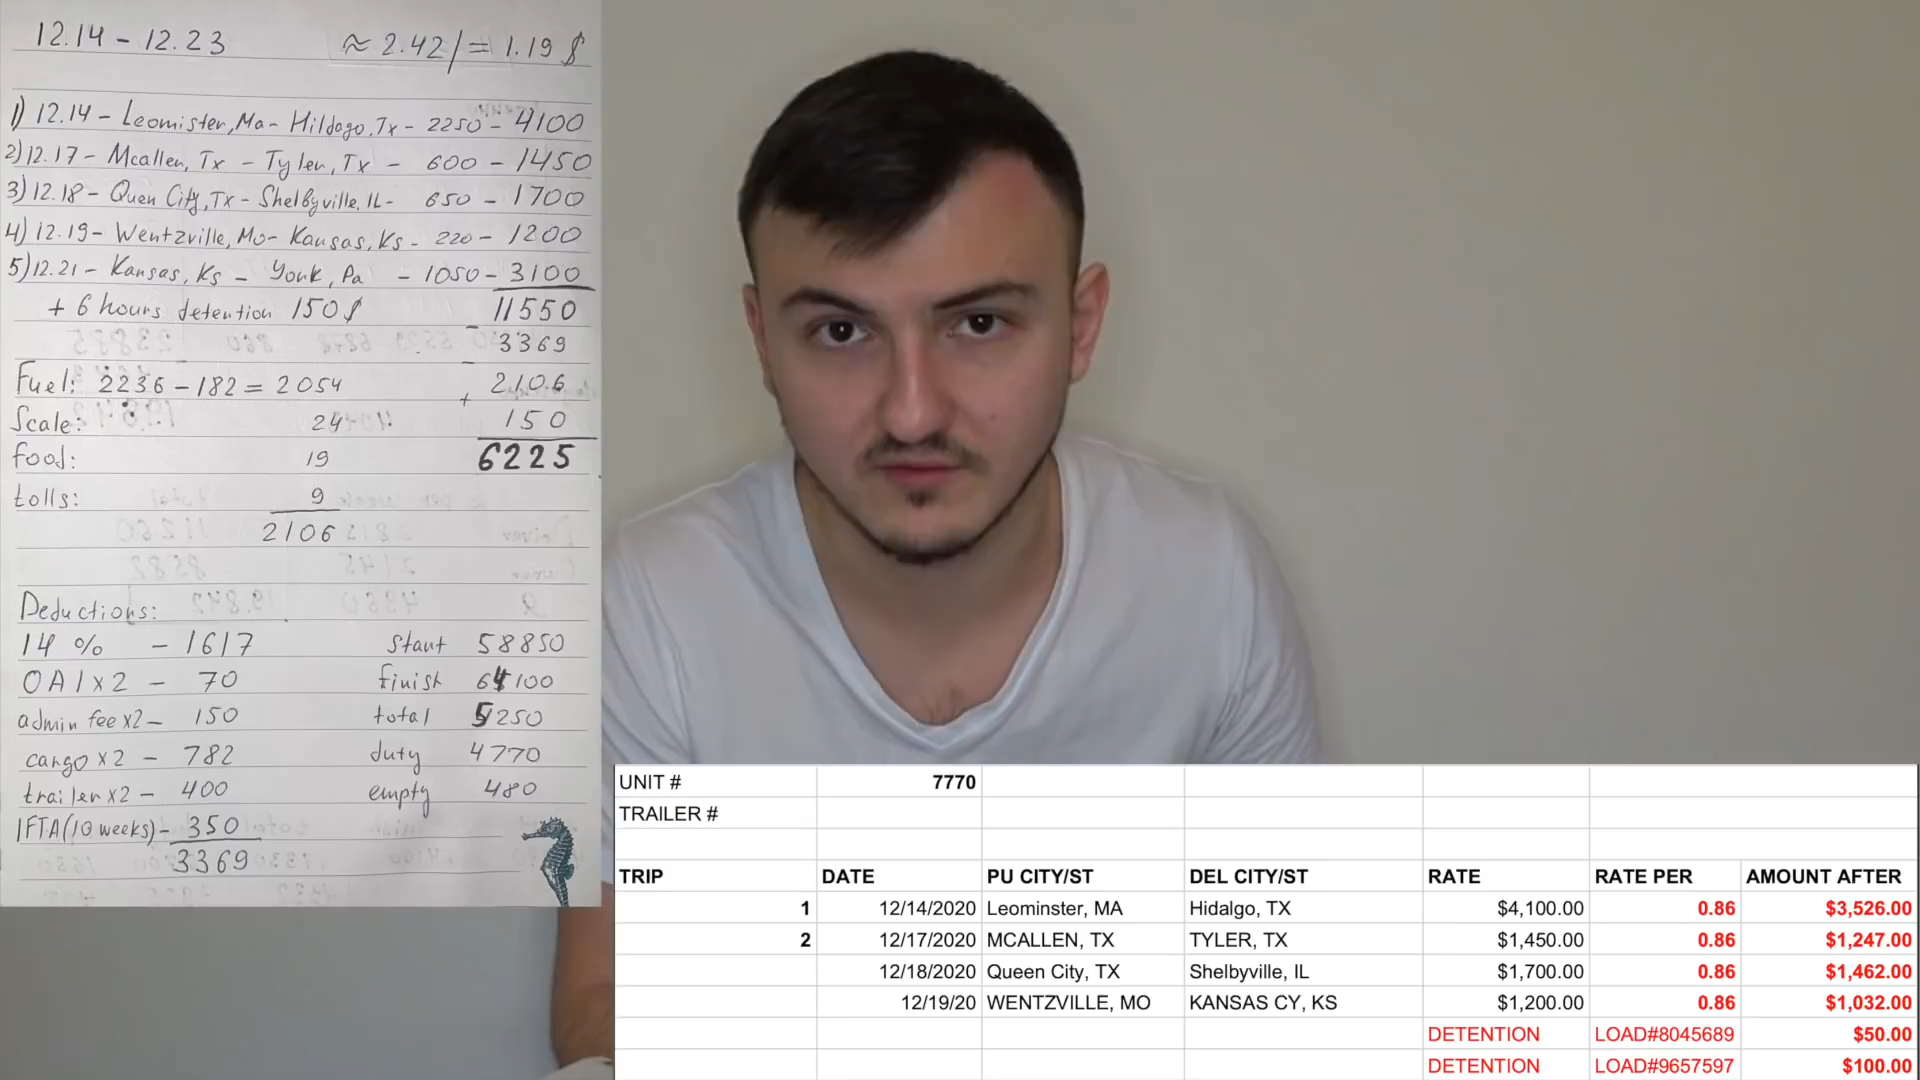 12.14 - 12.23 ≈ 2.42/= 1.19 $
1) 12.14 - Leomister, Ma - Hildago, Tx - 2250 - 4100
2) 12.17 - Mcallen, Tx - Tyler, Tx - 600 - 1450
3) 12.18 - Quen City, Tx - Shelbyville, IL - 650 - 1700
4) 12.19 - Wentzville, Mo - Kansas, Ks - 220 - 1200
5) 12.21 - Kansas, Ks - York, Pa - 1050 - 3100
+ 6 hours detention 150$ 11550
- 3369
Fuel: 2236 - 182 = 2054 - 2106
Scale: 24 + 150
food: 19 6225
tolls: 9
2106
Deductions:
14 % - 1617 start 58850
OAI x2 - 70 finish 64100
admin fee x2 - 150 total 5250
cargo x2 - 782 duty 4770
trailer x2 - 400 empty 480
IFTA (10 weeks) - 350
3369
UNIT # 7770
TRAILER #
TRIP DATE PU CITY/ST DEL CITY/ST RATE RATE PER AMOUNT AFTER
1 12/14/2020 Leominster, MA Hidalgo, TX $4,100.00 0.86 $3,526.00
2 12/17/2020 MCALLEN, TX TYLER, TX $1,450.00 0.86 $1,247.00
12/18/2020 Queen City, TX Shelbyville, IL $1,700.00 0.86 $1,462.00
12/19/20 WENTZVILLE, MO KANSAS CY, KS $1,200.00 0.86 $1,032.00
DETENTION LOAD#8045689 $50.00
DETENTION LOAD#9657597 $100.00